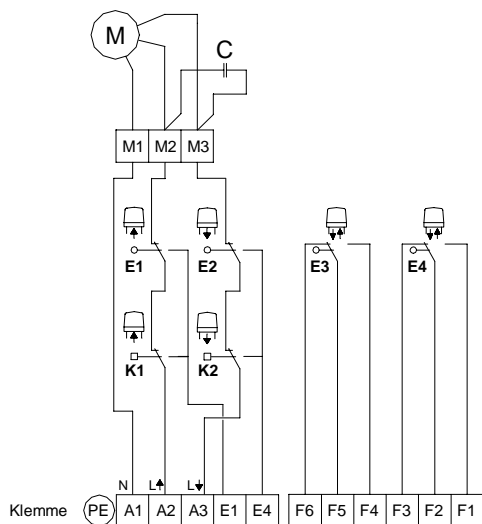 M
C
M1 M2 M3
E1 E2 E3 E4
K1 K2
N L L
Klemme PE A1 A2 A3 E1 E4 F6 F5 F4 F3 F2 F1